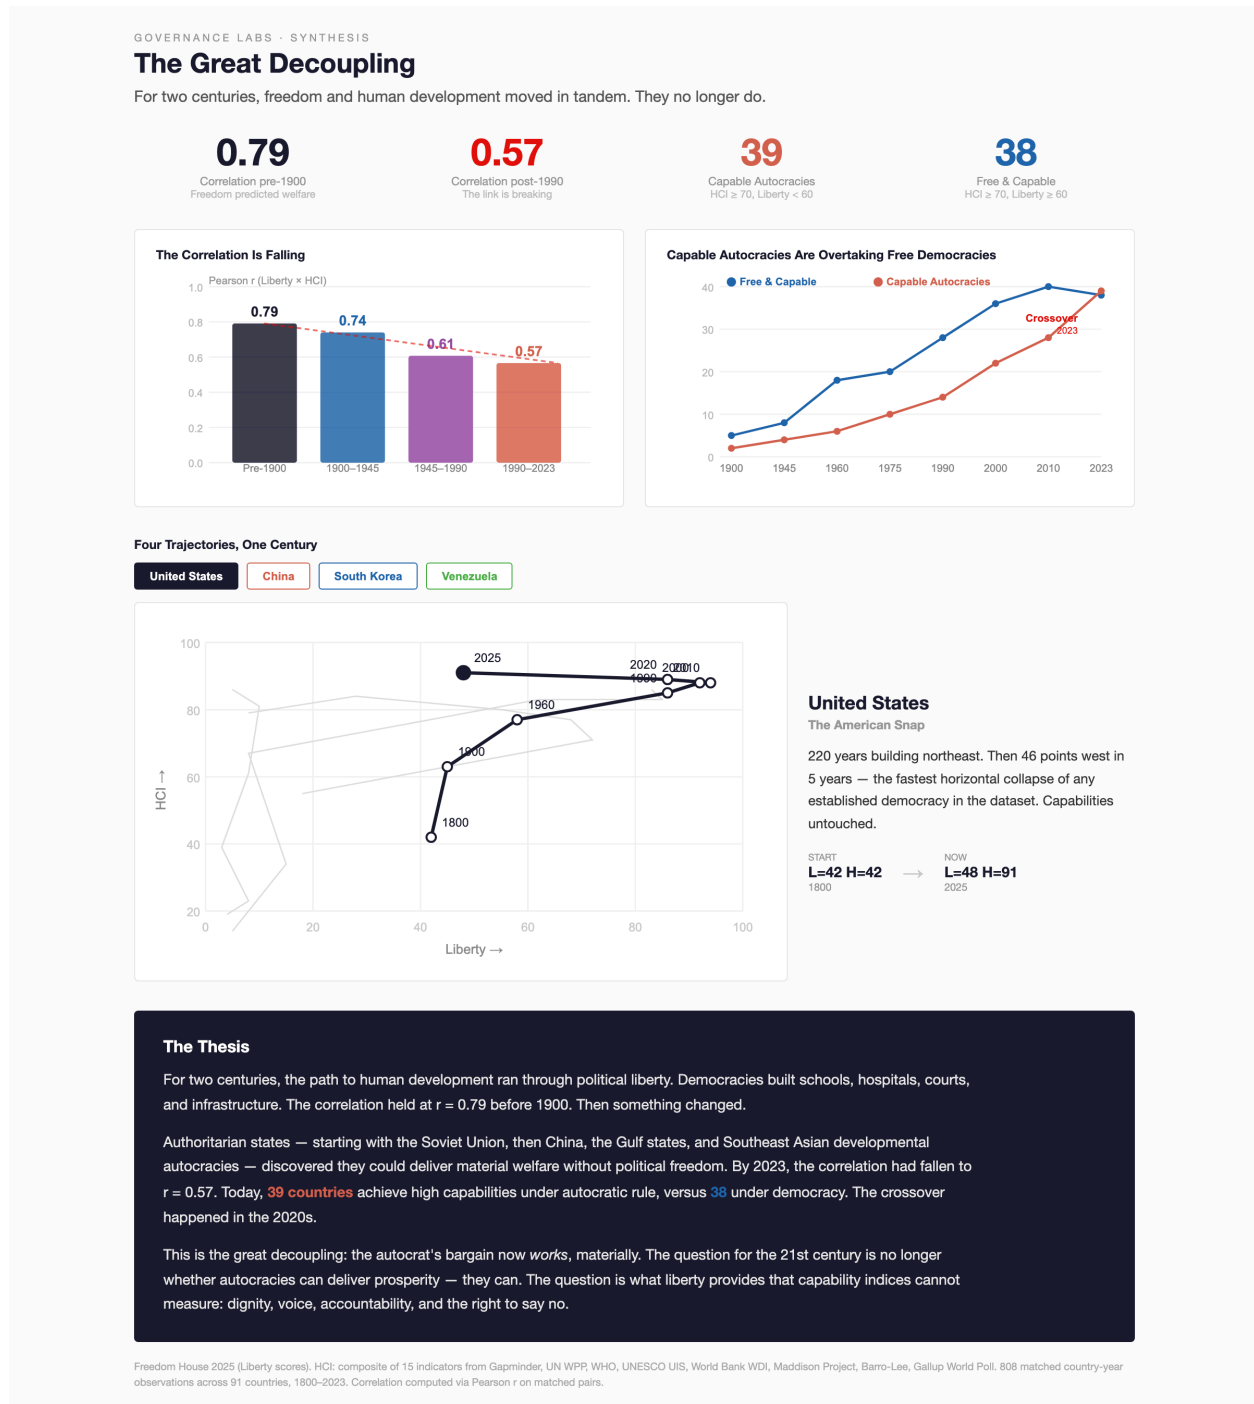 GOVERNANCE LABS · SYNTHESIS
The Great Decoupling
For two centuries, freedom and human development moved in tandem. They no longer do.
0.79
Correlation pre-1900
Freedom predicted welfare
0.57
Correlation post-1990
The link is breaking
39
Capable Autocracies
HCI ≥ 70, Liberty < 60
38
Free & Capable
HCI ≥ 70, Liberty ≥ 60
The Correlation Is Falling
Pearson r (Liberty × HCI)
1.0
0.8
0.6
0.4
0.2
0.0
0.79
0.74
0.61
0.57
Pre-1900
1900–1945
1945–1990
1990–2023
Capable Autocracies Are Overtaking Free Democracies
Free & Capable
Capable Autocracies
40
30
20
10
0
Crossover
2023
1900
1945
1960
1975
1990
2000
2010
2023
Four Trajectories, One Century
United States
China
South Korea
Venezuela
100
80
60
40
20
HCI →
2025
2020
2000
2010
1990
1960
1900
1800
0
20
40
60
80
100
Liberty →
United States
The American Snap
220 years building northeast. Then 46 points west in
5 years — the fastest horizontal collapse of any
established democracy in the dataset. Capabilities
untouched.
START
L=42 H=42
1800
→
NOW
L=48 H=91
2025
The Thesis
For two centuries, the path to human development ran through political liberty. Democracies built schools, hospitals, courts,
and infrastructure. The correlation held at r = 0.79 before 1900. Then something changed.
Authoritarian states — starting with the Soviet Union, then China, the Gulf states, and Southeast Asian developmental
autocracies — discovered they could deliver material welfare without political freedom. By 2023, the correlation had fallen to
r = 0.57. Today, 39 countries achieve high capabilities under autocratic rule, versus 38 under democracy. The crossover
happened in the 2020s.
This is the great decoupling: the autocrat's bargain now works, materially. The question for the 21st century is no longer
whether autocracies can deliver prosperity — they can. The question is what liberty provides that capability indices cannot
measure: dignity, voice, accountability, and the right to say no.
Freedom House 2025 (Liberty scores). HCI: composite of 15 indicators from Gapminder, UN WPP, WHO, UNESCO UIS, World Bank WDI, Maddison Project, Barro-Lee, Gallup World Poll. 808 matched country-year
observations across 91 countries, 1800–2023. Correlation computed via Pearson r on matched pairs.